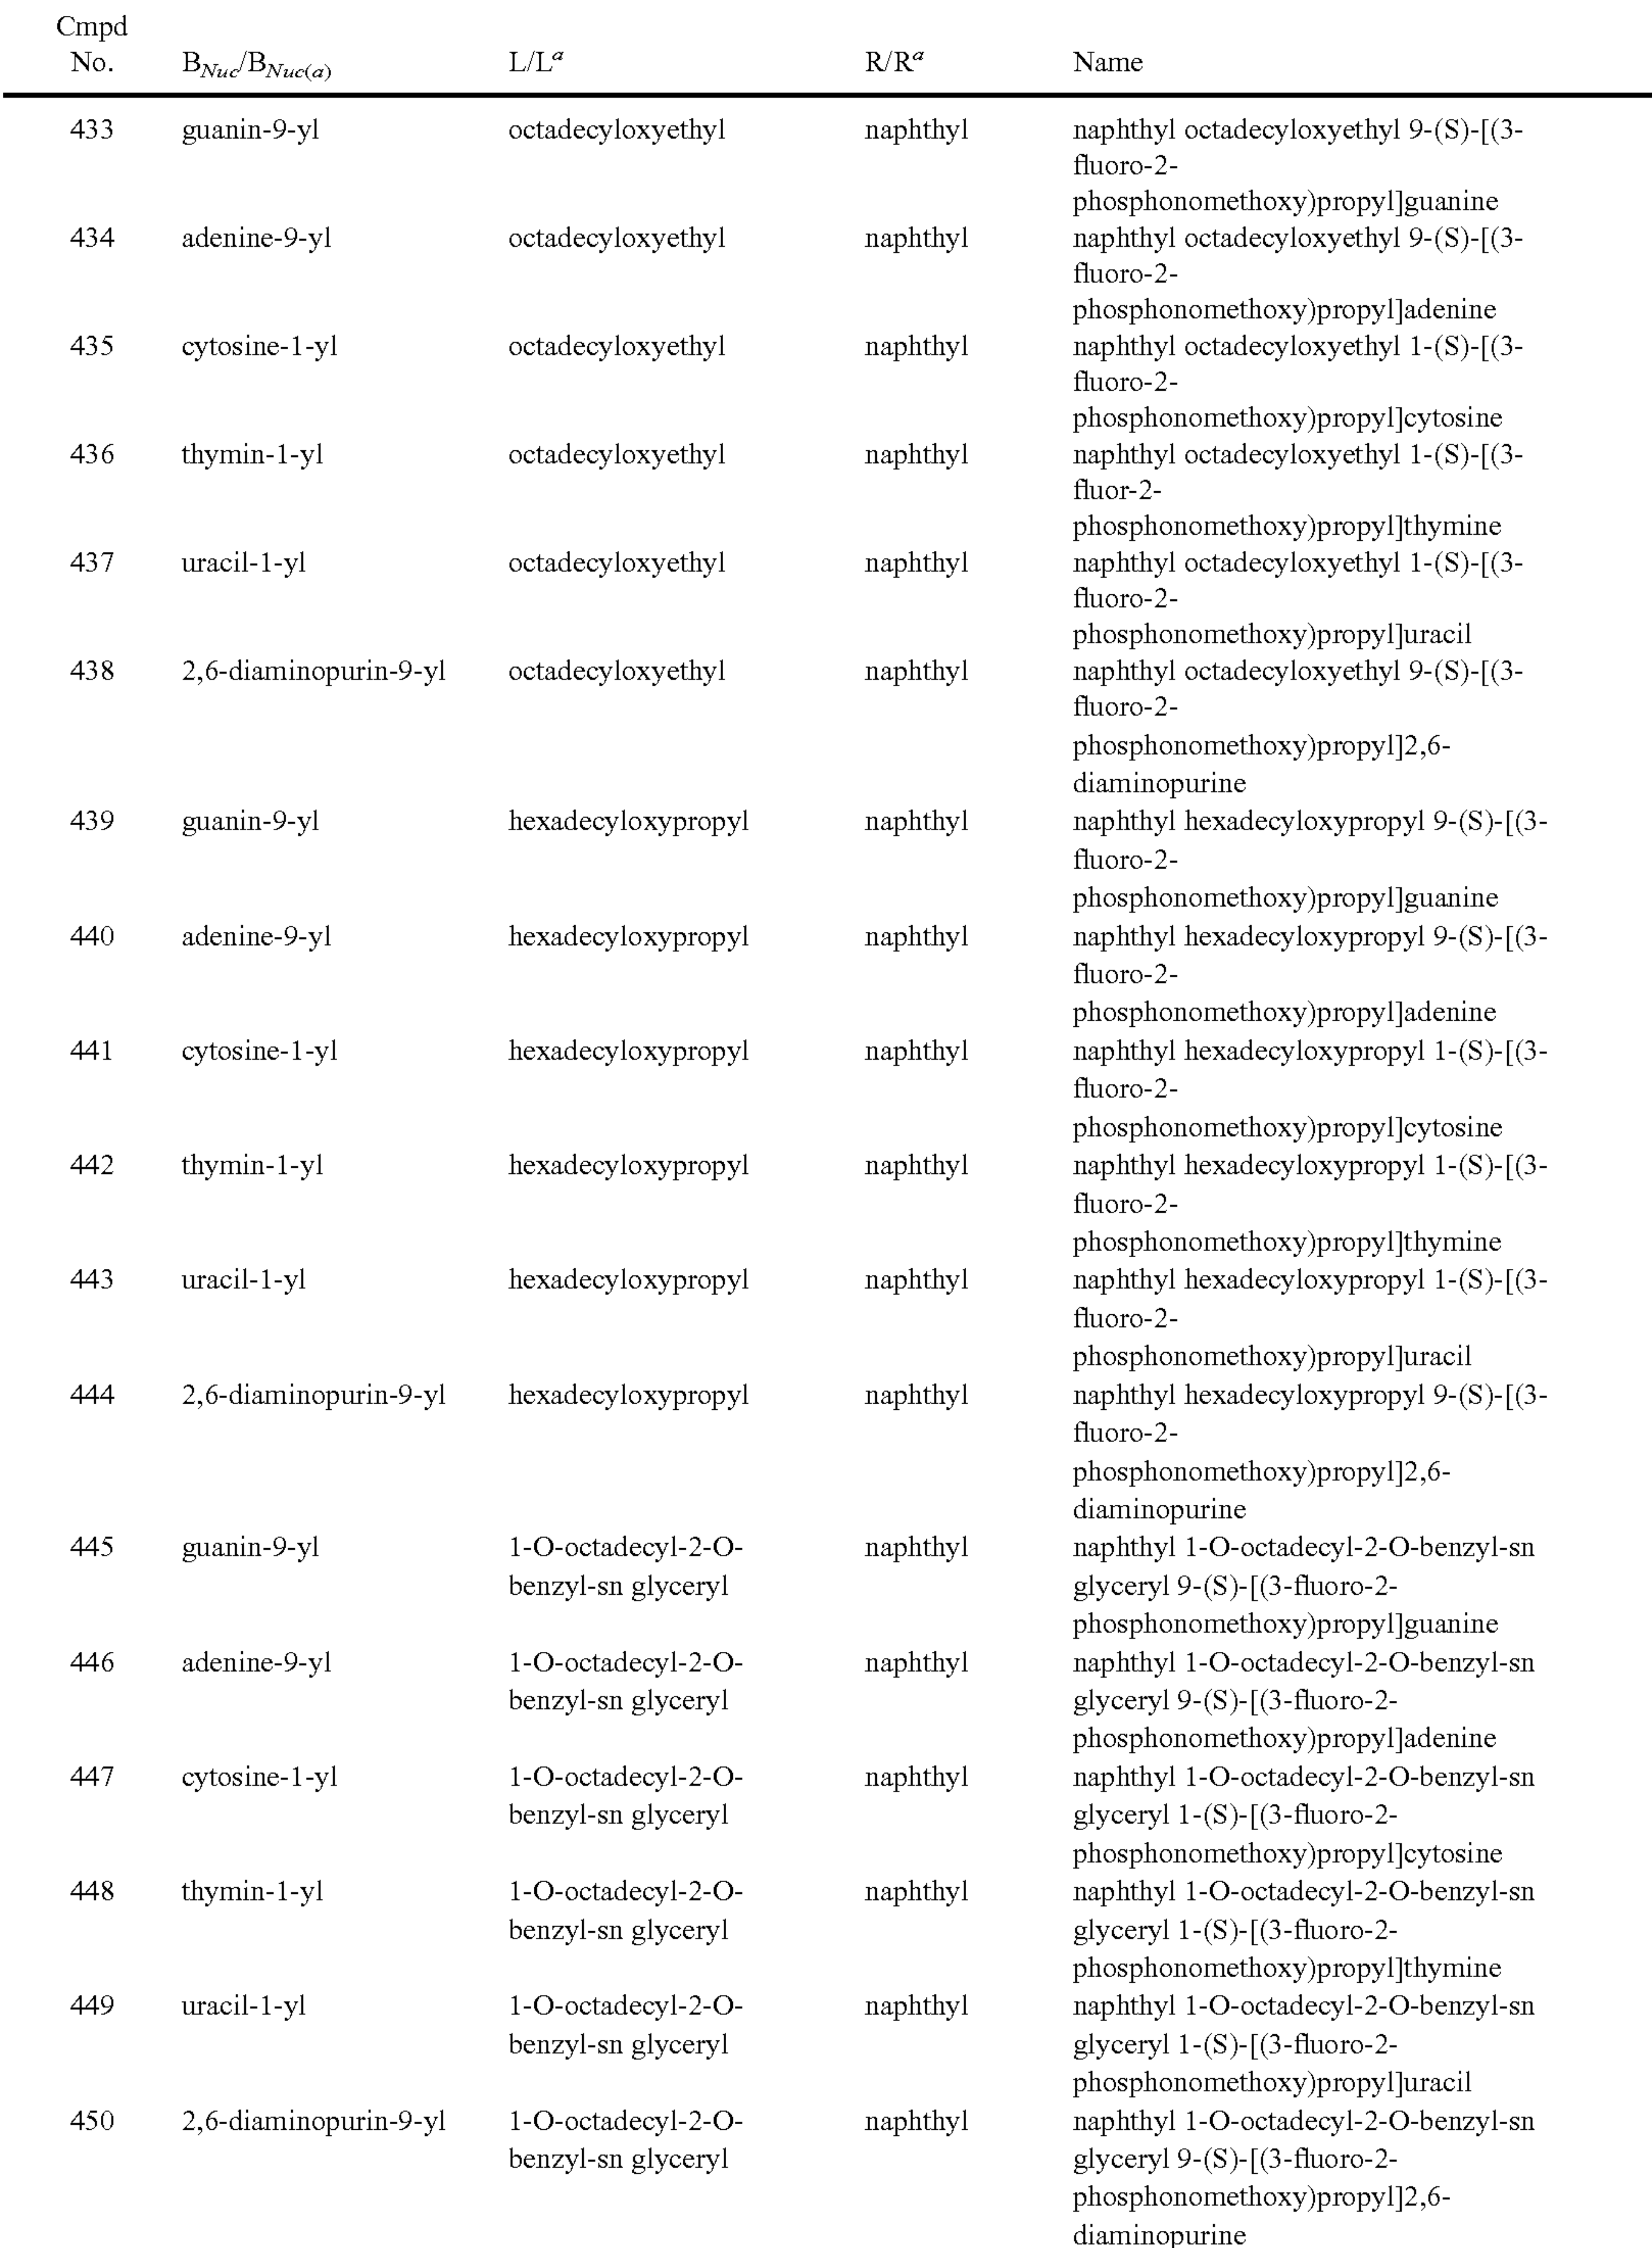 Cmpd
No. B_Nuc/B_Nuc(a) L/L^a R/R^a Name
433 guanin-9-yl octadecyloxyethyl naphthyl naphthyl octadecyloxyethyl 9-(S)-[(3-
fluoro-2-
phosphonomethoxy)propyl]guanine
434 adenine-9-yl octadecyloxyethyl naphthyl naphthyl octadecyloxyethyl 9-(S)-[(3-
fluoro-2-
phosphonomethoxy)propyl]adenine
435 cytosine-1-yl octadecyloxyethyl naphthyl naphthyl octadecyloxyethyl 1-(S)-[(3-
fluoro-2-
phosphonomethoxy)propyl]cytosine
436 thymin-1-yl octadecyloxyethyl naphthyl naphthyl octadecyloxyethyl 1-(S)-[(3-
fluor-2-
phosphonomethoxy)propyl]thymine
437 uracil-1-yl octadecyloxyethyl naphthyl naphthyl octadecyloxyethyl 1-(S)-[(3-
fluoro-2-
phosphonomethoxy)propyl]uracil
438 2,6-diaminopurin-9-yl octadecyloxyethyl naphthyl naphthyl octadecyloxyethyl 9-(S)-[(3-
fluoro-2-
phosphonomethoxy)propyl]2,6-
diaminopurine
439 guanin-9-yl hexadecyloxypropyl naphthyl naphthyl hexadecyloxypropyl 9-(S)-[(3-
fluoro-2-
phosphonomethoxy)propyl]guanine
440 adenine-9-yl hexadecyloxypropyl naphthyl naphthyl hexadecyloxypropyl 9-(S)-[(3-
fluoro-2-
phosphonomethoxy)propyl]adenine
441 cytosine-1-yl hexadecyloxypropyl naphthyl naphthyl hexadecyloxypropyl 1-(S)-[(3-
fluoro-2-
phosphonomethoxy)propyl]cytosine
442 thymin-1-yl hexadecyloxypropyl naphthyl naphthyl hexadecyloxypropyl 1-(S)-[(3-
fluoro-2-
phosphonomethoxy)propyl]thymine
443 uracil-1-yl hexadecyloxypropyl naphthyl naphthyl hexadecyloxypropyl 1-(S)-[(3-
fluoro-2-
phosphonomethoxy)propyl]uracil
444 2,6-diaminopurin-9-yl hexadecyloxypropyl naphthyl naphthyl hexadecyloxypropyl 9-(S)-[(3-
fluoro-2-
phosphonomethoxy)propyl]2,6-
diaminopurine
445 guanin-9-yl 1-O-octadecyl-2-O- naphthyl naphthyl 1-O-octadecyl-2-O-benzyl-sn
benzyl-sn glyceryl glyceryl 9-(S)-[(3-fluoro-2-
phosphonomethoxy)propyl]guanine
446 adenine-9-yl 1-O-octadecyl-2-O- naphthyl naphthyl 1-O-octadecyl-2-O-benzyl-sn
benzyl-sn glyceryl glyceryl 9-(S)-[(3-fluoro-2-
phosphonomethoxy)propyl]adenine
447 cytosine-1-yl 1-O-octadecyl-2-O- naphthyl naphthyl 1-O-octadecyl-2-O-benzyl-sn
benzyl-sn glyceryl glyceryl 1-(S)-[(3-fluoro-2-
phosphonomethoxy)propyl]cytosine
448 thymin-1-yl 1-O-octadecyl-2-O- naphthyl naphthyl 1-O-octadecyl-2-O-benzyl-sn
benzyl-sn glyceryl glyceryl 1-(S)-[(3-fluoro-2-
phosphonomethoxy)propyl]thymine
449 uracil-1-yl 1-O-octadecyl-2-O- naphthyl naphthyl 1-O-octadecyl-2-O-benzyl-sn
benzyl-sn glyceryl glyceryl 1-(S)-[(3-fluoro-2-
phosphonomethoxy)propyl]uracil
450 2,6-diaminopurin-9-yl 1-O-octadecyl-2-O- naphthyl naphthyl 1-O-octadecyl-2-O-benzyl-sn
benzyl-sn glyceryl glyceryl 9-(S)-[(3-fluoro-2-
phosphonomethoxy)propyl]2,6-
diaminopurine